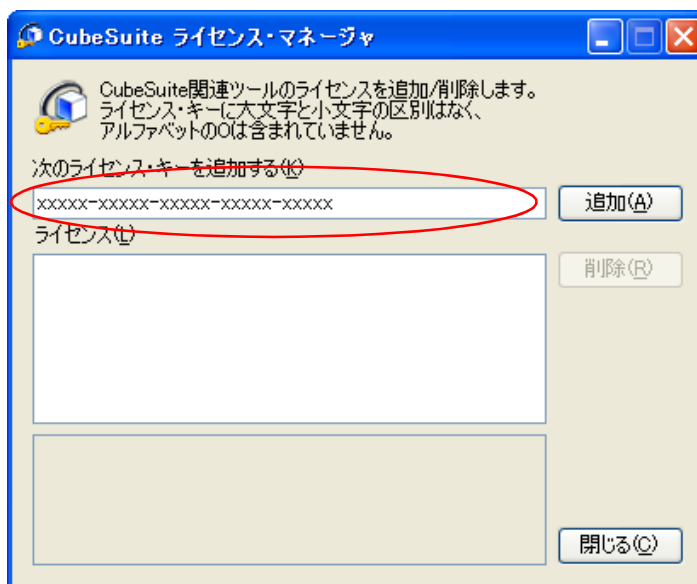 CubeSuite ライセンス・マネージャ
CubeSuite関連ツールのライセンスを追加/削除します。
ライセンス・キーに大文字と小文字の区別はなく、
アルファベットのOは含まれていません。
次のライセンス・キーを追加する(K)
xxxxx-xxxxx-xxxxx-xxxxx-xxxxx
追加(A)
ライセンス(L)
削除(R)
閉じる(C)